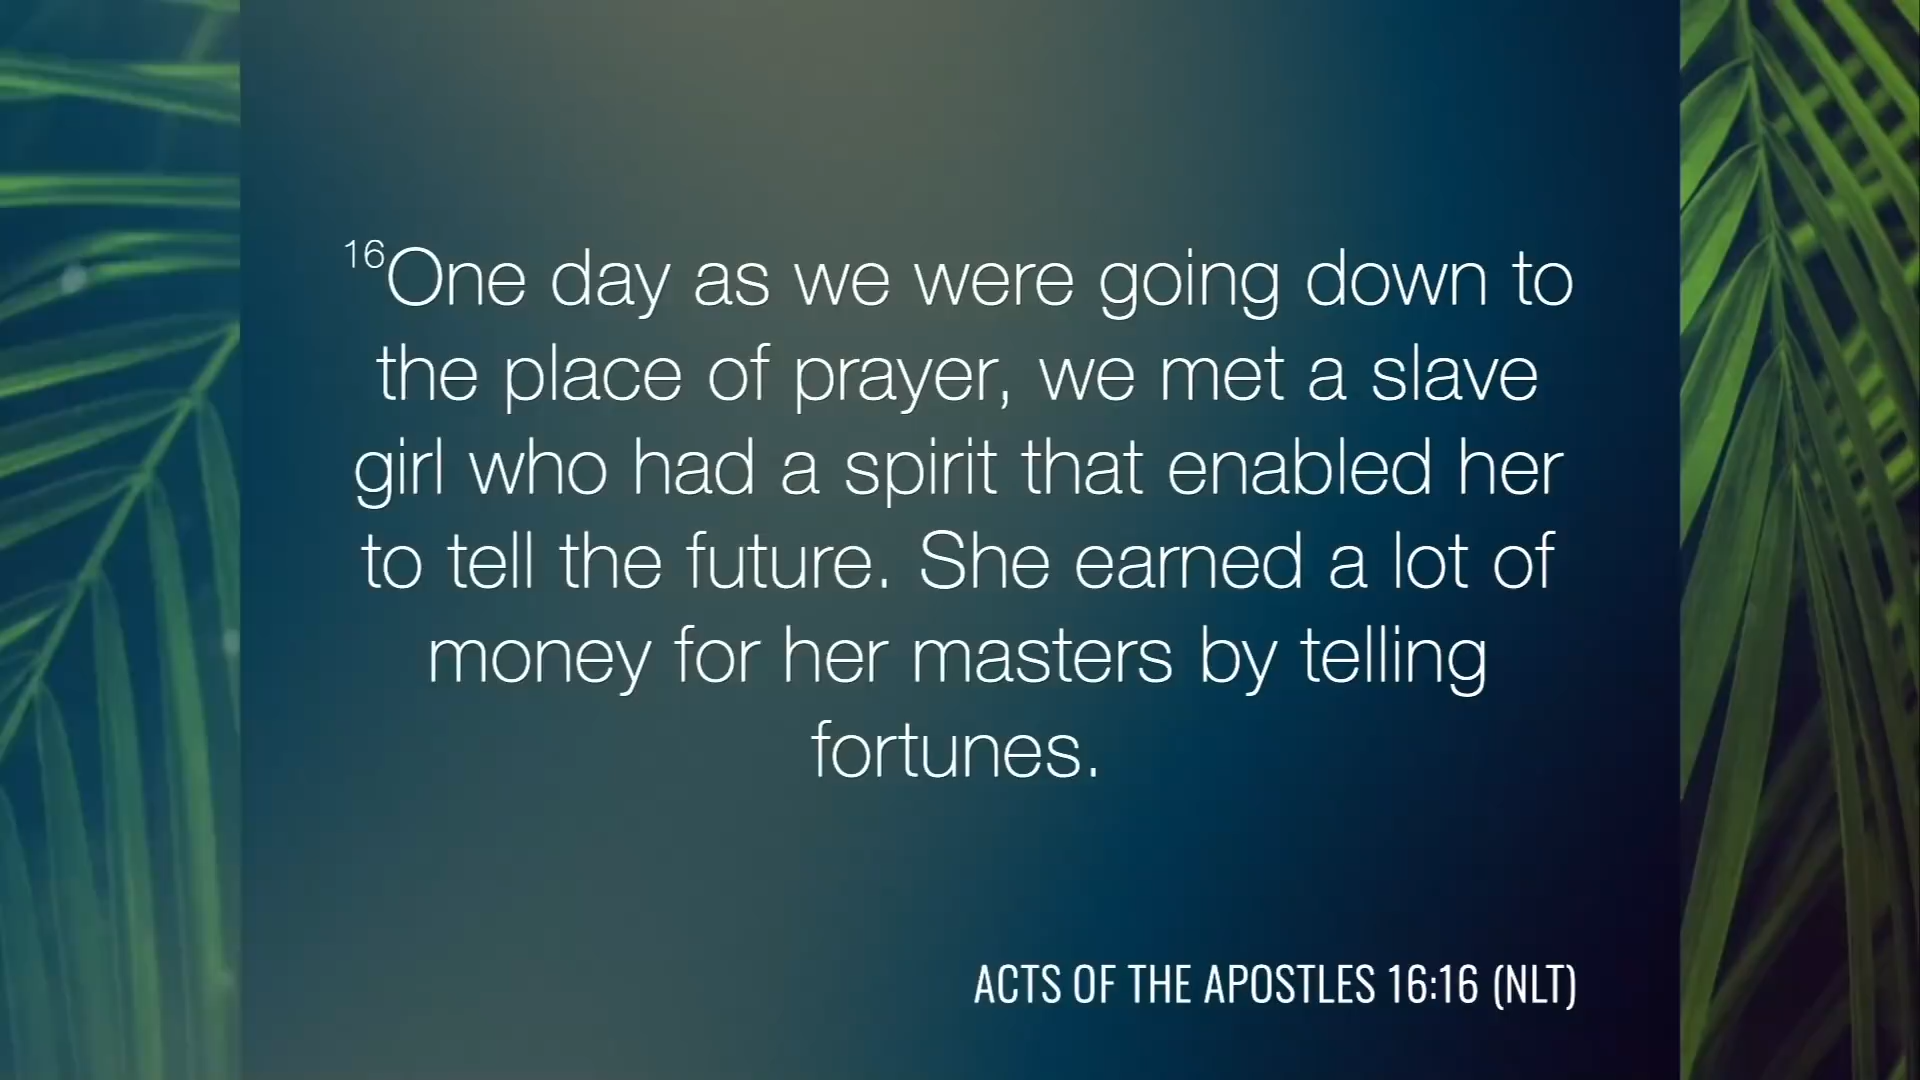 16One day as we were going down to
the place of prayer, we met a slave
girl who had a spirit that enabled her
to tell the future. She earned a lot of
money for her masters by telling
fortunes.
ACTS OF THE APOSTLES 16:16 (NLT)